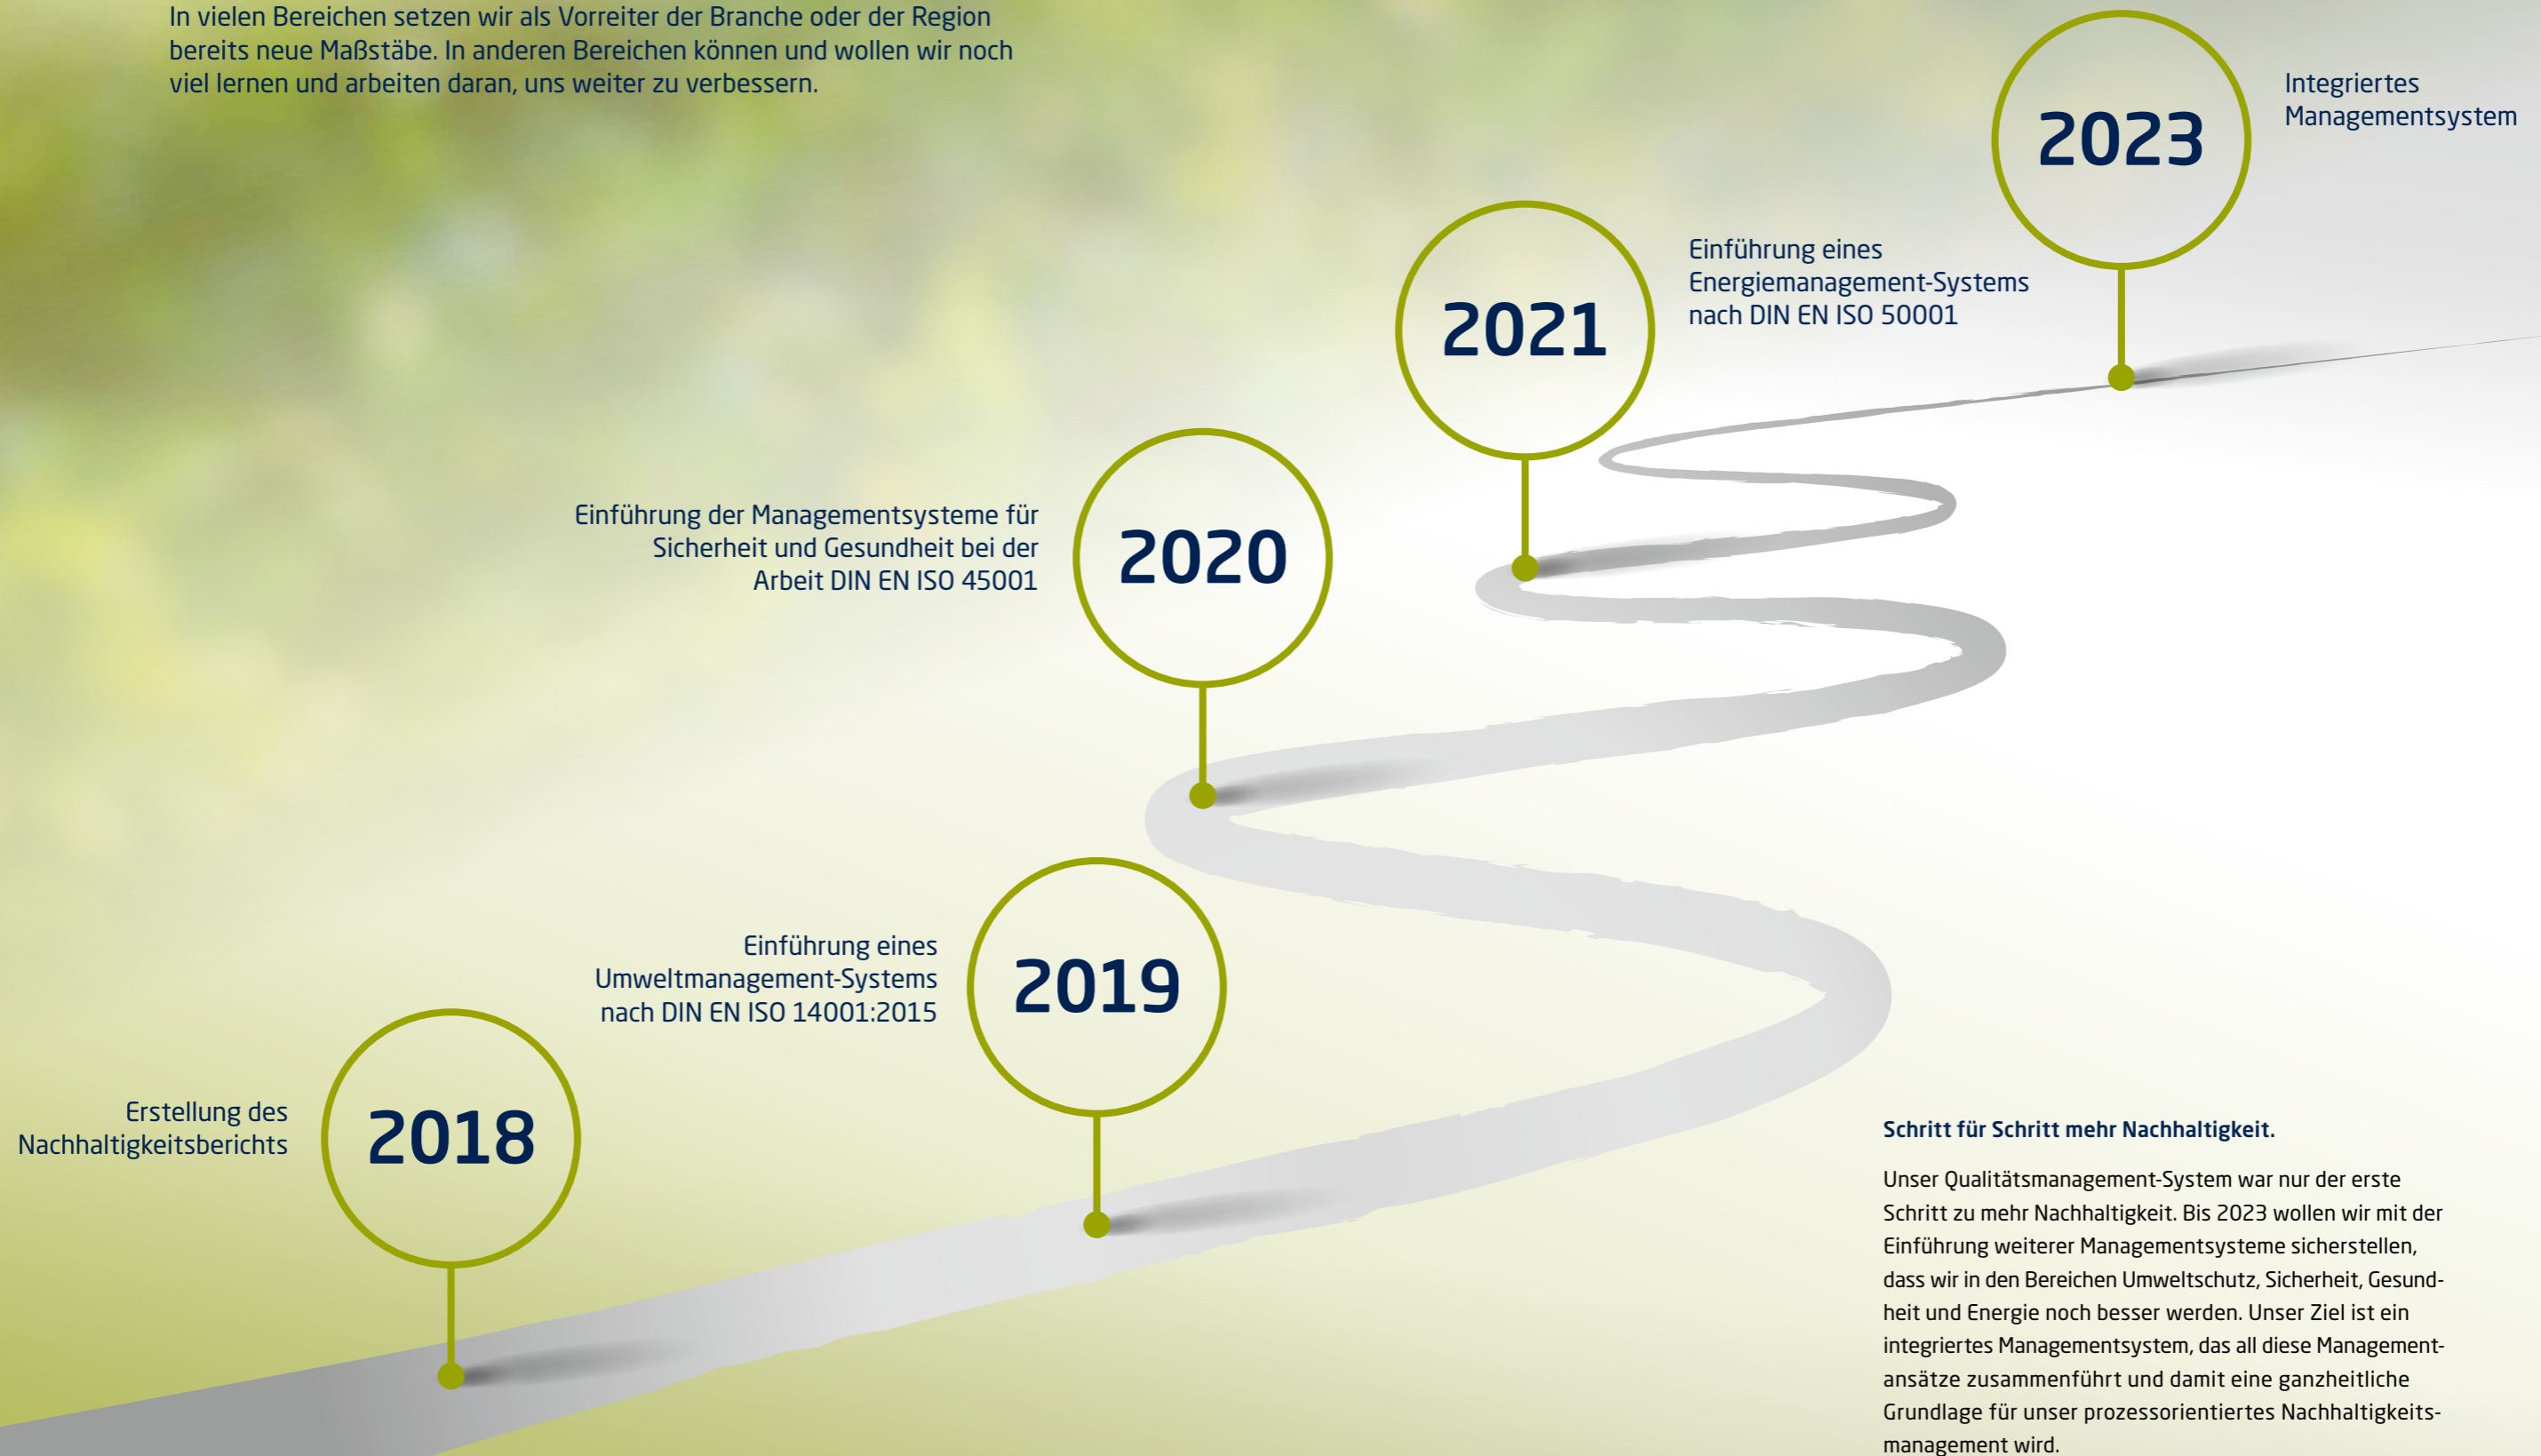 In vielen Bereichen setzen wir als Vorreiter der Branche oder der Region
bereits neue Maßstäbe. In anderen Bereichen können und wollen wir noch
viel lernen und arbeiten daran, uns weiter zu verbessern.
2023
Integriertes
Managementsystem
2021
Einführung eines
Energiemanagement-Systems
nach DIN EN ISO 50001
Einführung der Managementsysteme für
Sicherheit und Gesundheit bei der
Arbeit DIN EN ISO 45001
2020
Einführung eines
Umweltmanagement-Systems
nach DIN EN ISO 14001:2015
2019
Erstellung des
Nachhaltigkeitsberichts
2018
Schritt für Schritt mehr Nachhaltigkeit.
Unser Qualitätsmanagement-System war nur der erste
Schritt zu mehr Nachhaltigkeit. Bis 2023 wollen wir mit der
Einführung weiterer Managementsysteme sicherstellen,
dass wir in den Bereichen Umweltschutz, Sicherheit, Gesund-
heit und Energie noch besser werden. Unser Ziel ist ein
integriertes Managementsystem, das all diese Management-
ansätze zusammenführt und damit eine ganzheitliche
Grundlage für unser prozessorientiertes Nachhaltigkeits-
management wird.